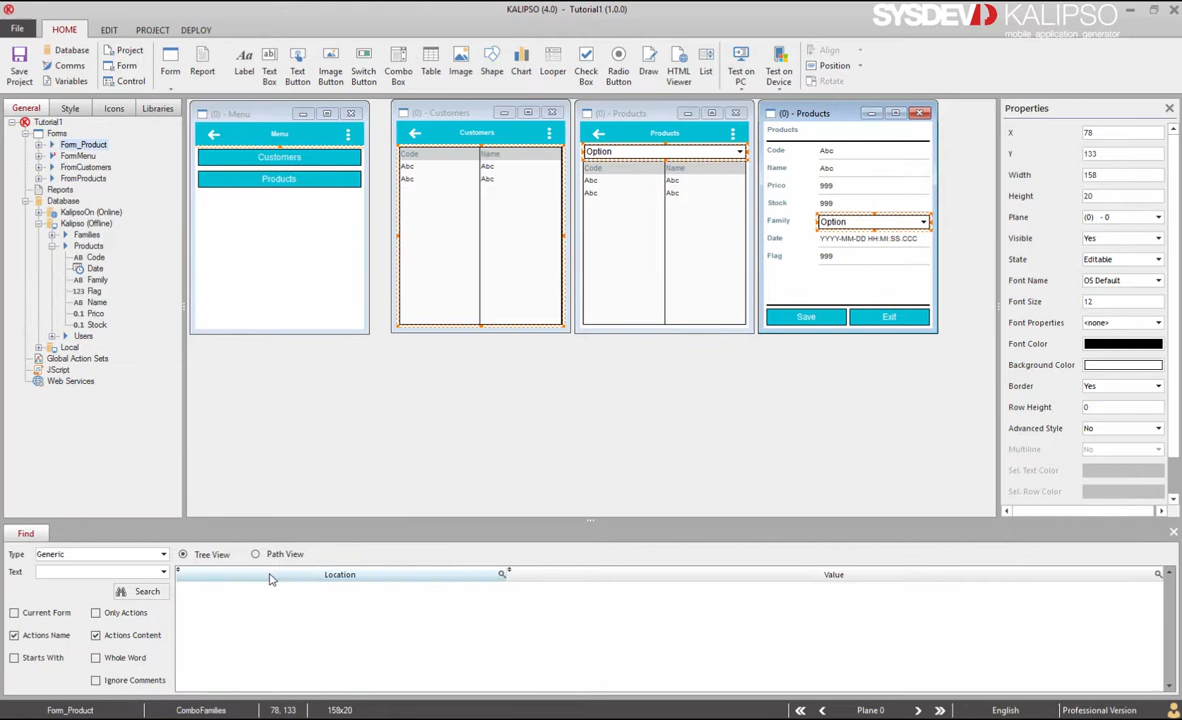 KALIPSO - Tutorial1 (1.0.0)
SYSDEV KALIPSO
mobile application generator
File
HOME
EDIT
PROJECT
DEPLOY
Save Project
Database
Comms
Variables
Project
Form
Control
Form
Report
Label
Text Box
Text Button
Image Button
Switch Button
Combo Box
Table
Image
Shape
Chart
Looper
Check Box
Radio Button
Draw
HTML Viewer
List
Test on PC
Test on Device
Align
Position
Rotate
General
Style
Icons
Libraries
Tutorial1
Forms
Form_Product
FormMenu
FromCustomers
FromProducts
Reports
Database
KalipsoOn (Online)
Kalipso (Offline)
Families
Products
Code
Date
Family
Flag
Name
Prico
Stock
Users
Local
Global Action Sets
JScript
Web Services
(0) - Menu
Menu
Customers
Products
(0) - Customers
Customers
Code Name
Abc Abc
Abc Abc
(0) - Products
Products
Option
Code Name
Abc Abc
Abc Abc
(0) - Products
Products
Code Abc
Name Abc
Prico 999
Stock 999
Family Option
Date YYYY-MM-DD HH:MI:SS.CCC
Flag 999
Save Exit
Properties
X 78
Y 133
Width 158
Height 20
Plane (0) - 0
Visible Yes
State Editable
Font Name OS Default
Font Size 12
Font Properties <none>
Font Color
Background Color
Border Yes
Row Height 0
Advanced Style No
Multiline No
Sel. Text Color
Sel. Row Color
Find
Type Generic
Tree View Path View
Text
Location Value
Search
Current Form Only Actions
Actions Name Actions Content
Starts With Whole Word
Ignore Comments
Form_Product ComboFamilies 78, 133 158x20 Plane 0 English Professional Version